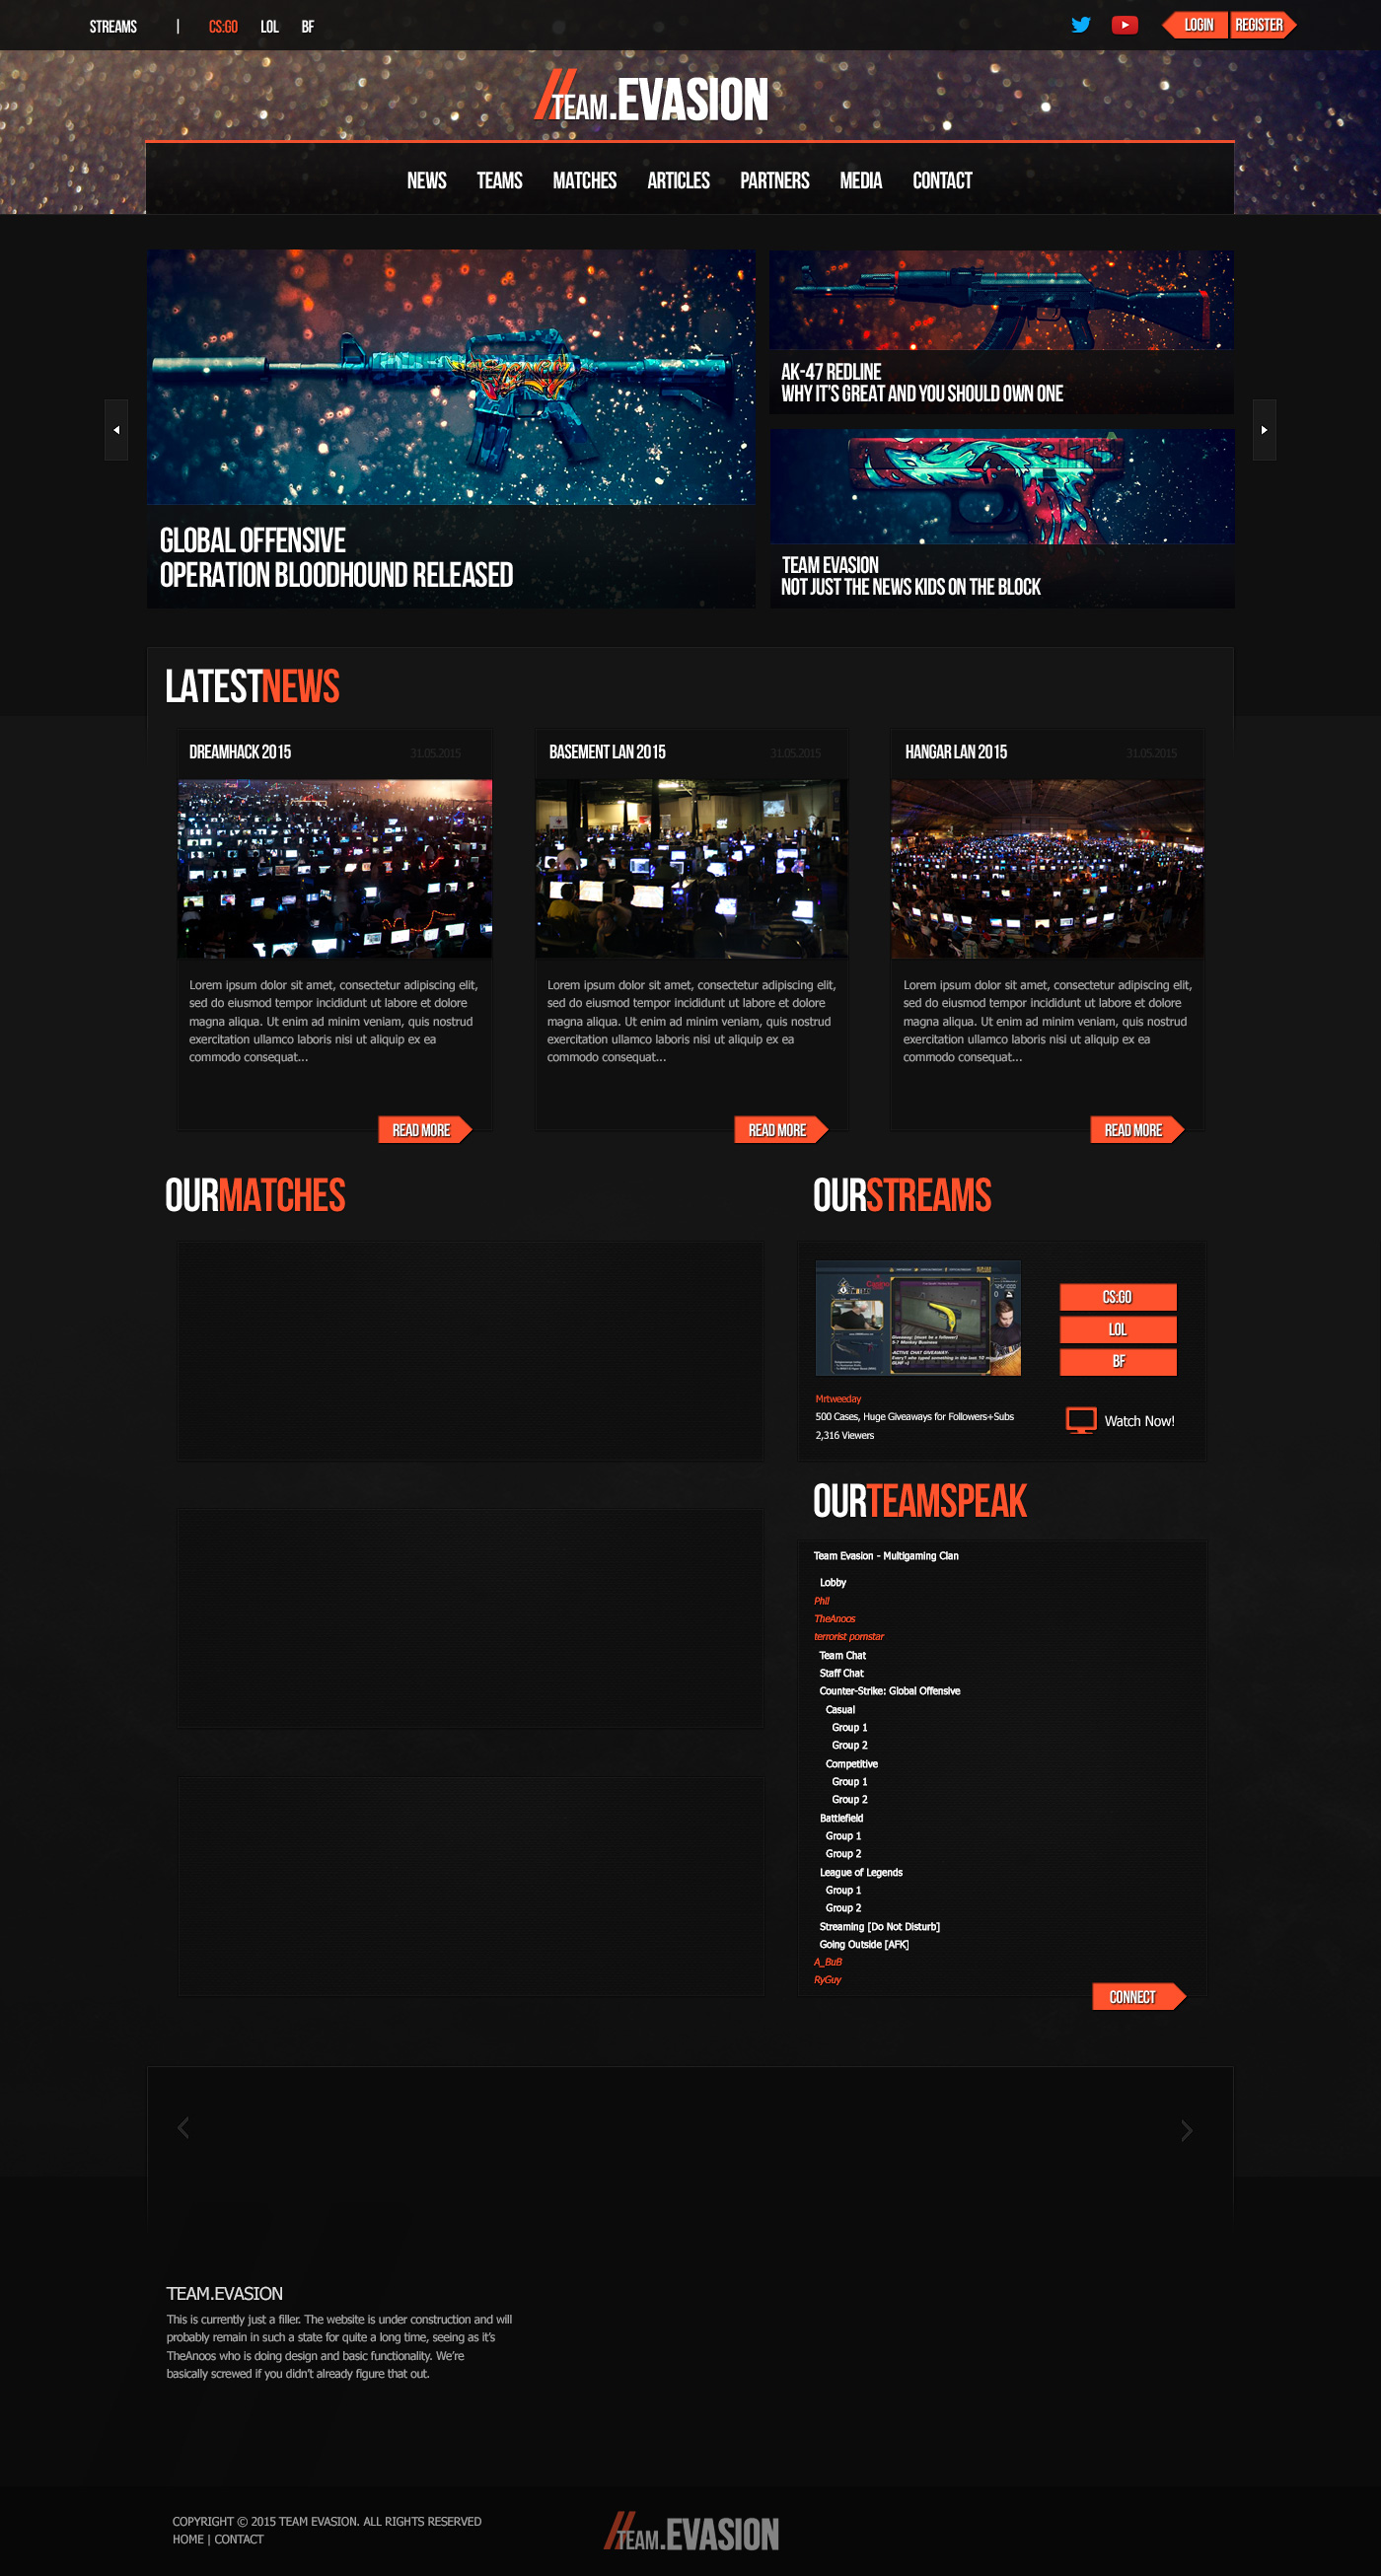 STREAMS | CS:GO LOL BF LOGIN REGISTER
//TEAM.EVASION
NEWS TEAMS MATCHES ARTICLES PARTNERS MEDIA CONTACT
GLOBAL OFFENSIVE
OPERATION BLOODHOUND RELEASED
AK-47 REDLINE
WHY IT'S GREAT AND YOU SHOULD OWN ONE
TEAM EVASION
NOT JUST THE NEWS KIDS ON THE BLOCK
LATESTNEWS
DREAMHACK 2015 31.05.2015
Lorem ipsum dolor sit amet, consectetur adipiscing elit,
sed do eiusmod tempor incididunt ut labore et dolore
magna aliqua. Ut enim ad minim veniam, quis nostrud
exercitation ullamco laboris nisi ut aliquip ex ea
commodo consequat...
READ MORE
BASEMENT LAN 2015 31.05.2015
Lorem ipsum dolor sit amet, consectetur adipiscing elit,
sed do eiusmod tempor incididunt ut labore et dolore
magna aliqua. Ut enim ad minim veniam, quis nostrud
exercitation ullamco laboris nisi ut aliquip ex ea
commodo consequat...
READ MORE
HANGAR LAN 2015 31.05.2015
Lorem ipsum dolor sit amet, consectetur adipiscing elit,
sed do eiusmod tempor incididunt ut labore et dolore
magna aliqua. Ut enim ad minim veniam, quis nostrud
exercitation ullamco laboris nisi ut aliquip ex ea
commodo consequat...
READ MORE
OURMATCHES
OURSTREAMS
Giveaway: (must be a follower)
5-7 Monkey Business
-ACTIVE CHAT GIVEAWAY-
CS:GO
LOL
BF
Mrtweeday
500 Cases, Huge Giveaways for Followers+Subs
2,316 Viewers
Watch Now!
OURTEAMSPEAK
Team Evasion - Multigaming Clan
Lobby
Phil
TheAnoos
terrorist pornstar
Team Chat
Staff Chat
Counter-Strike: Global Offensive
Casual
Group 1
Group 2
Competitive
Group 1
Group 2
Battlefield
Group 1
Group 2
League of Legends
Group 1
Group 2
Streaming [Do Not Disturb]
Going Outside [AFK]
A_BuB
RyGuy
CONNECT
TEAM.EVASION
This is currently just a filler. The website is under construction and will
probably remain in such a state for quite a long time, seeing as it's
TheAnoos who is doing design and basic functionality. We're
basically screwed if you didn't already figure that out.
COPYRIGHT © 2015 TEAM EVASION. ALL RIGHTS RESERVED
HOME | CONTACT
//TEAM.EVASION